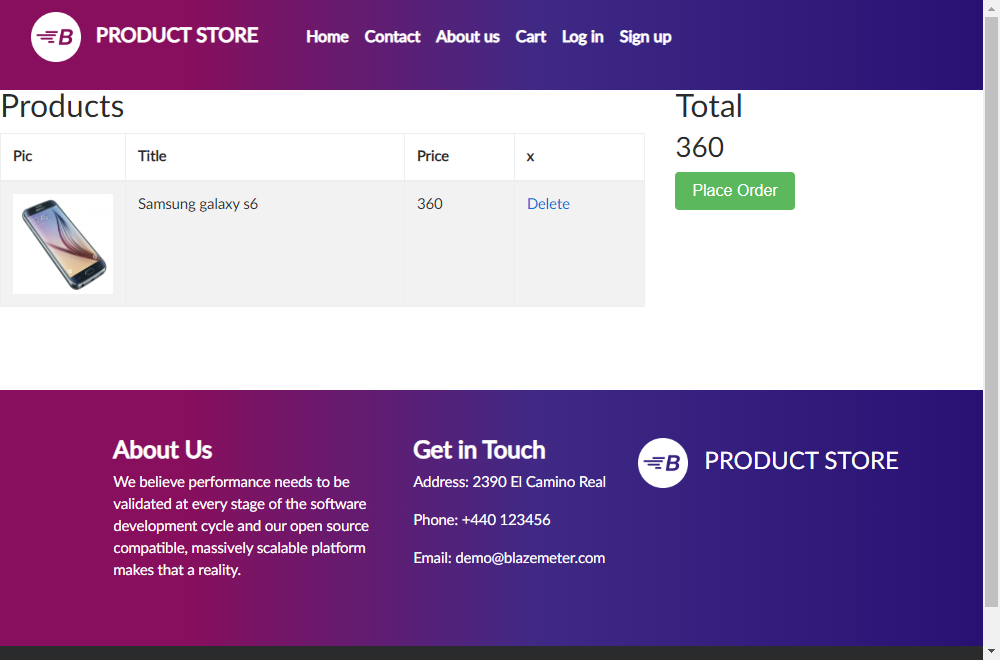 B PRODUCT STORE Home Contact About us Cart Log in Sign up
Products
Pic Title Price x
Samsung galaxy s6 360 Delete
Total
360
Place Order
About Us
We believe performance needs to be
validated at every stage of the software
development cycle and our open source
compatible, massively scalable platform
makes that a reality.
Get in Touch
Address: 2390 El Camino Real
Phone: +440 123456
Email: demo@blazemeter.com
B PRODUCT STORE